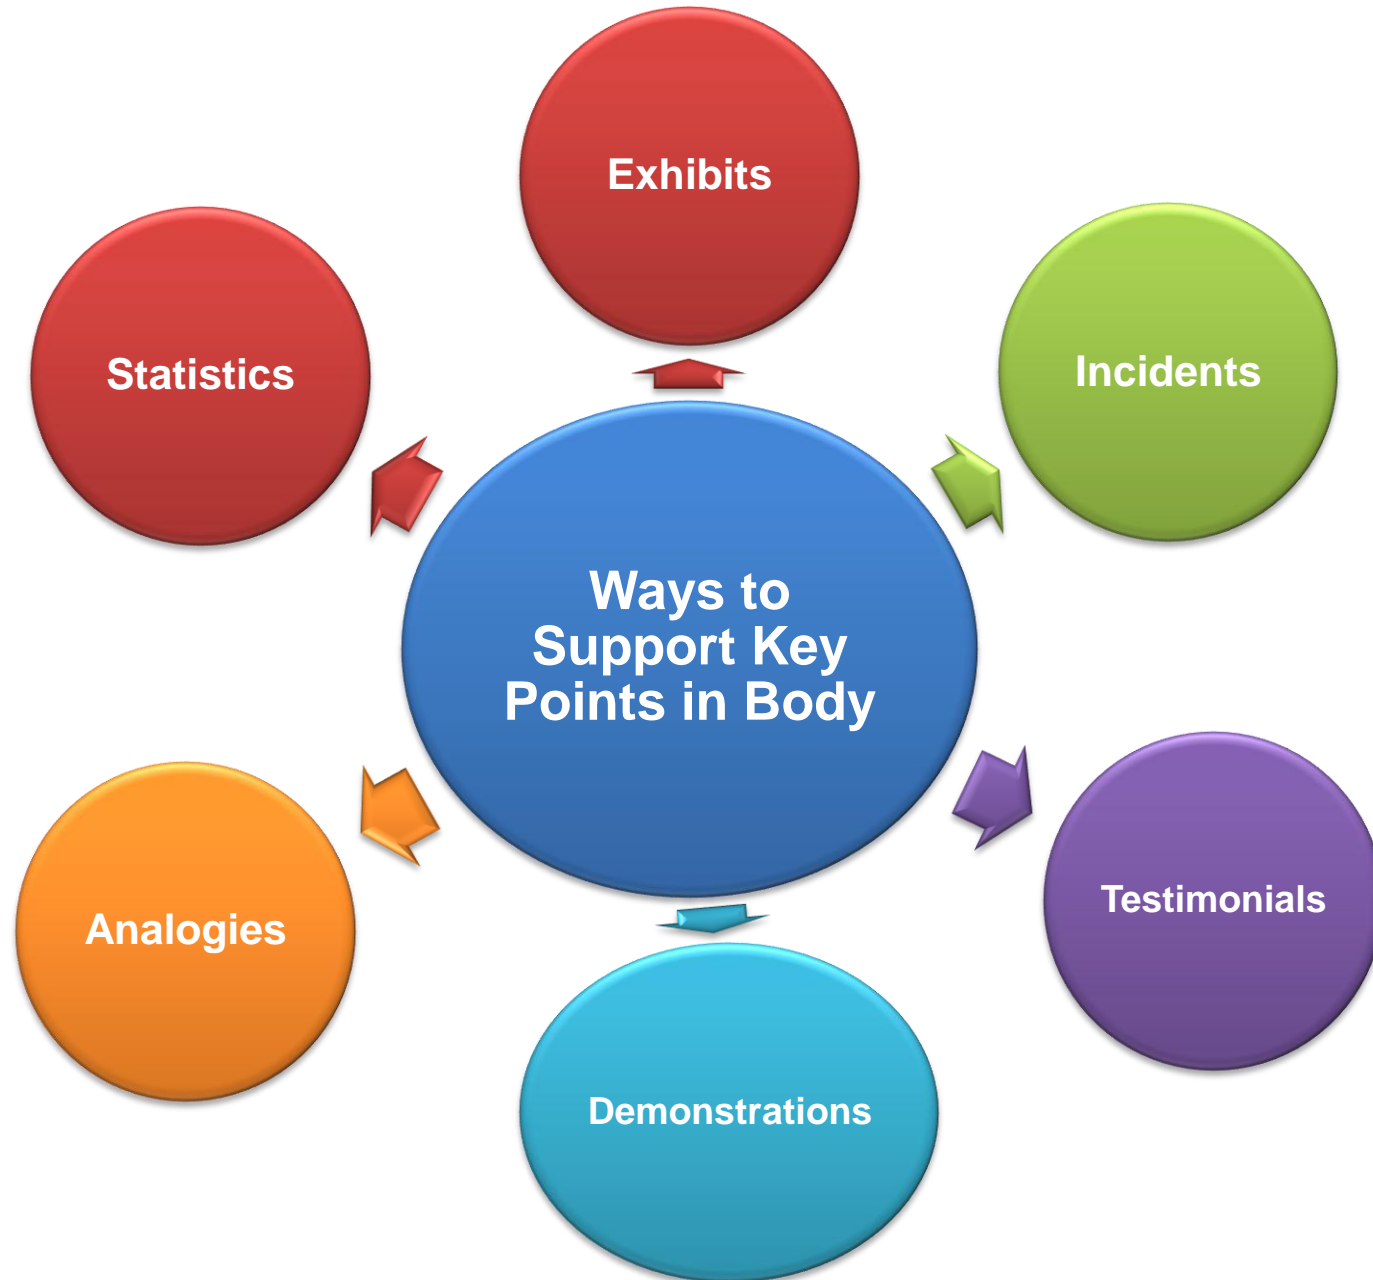 Exhibits
Statistics
Incidents
Ways to
Support Key
Points in Body
Testimonials
Analogies
Demonstrations